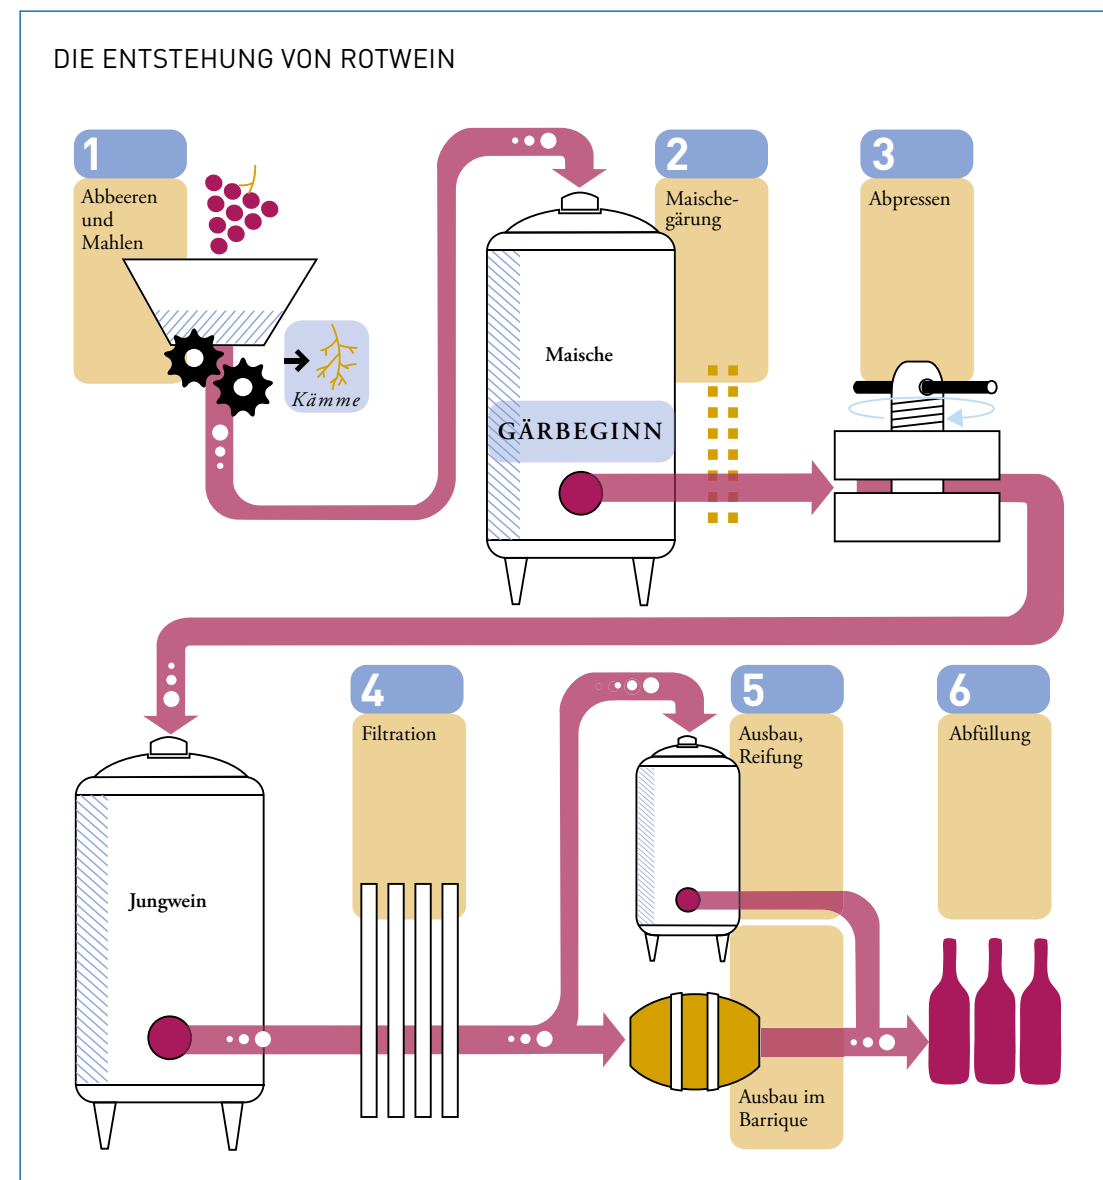 DIE ENTSTEHUNG VON ROTWEIN
1
Abbeeren
und
Mahlen
Kämme
2
Maische-
gärung
Maische
GÄRBEGINN
3
Abpressen
Jungwein
4
Filtration
5
Ausbau,
Reifung
Ausbau im
Barrique
6
Abfüllung